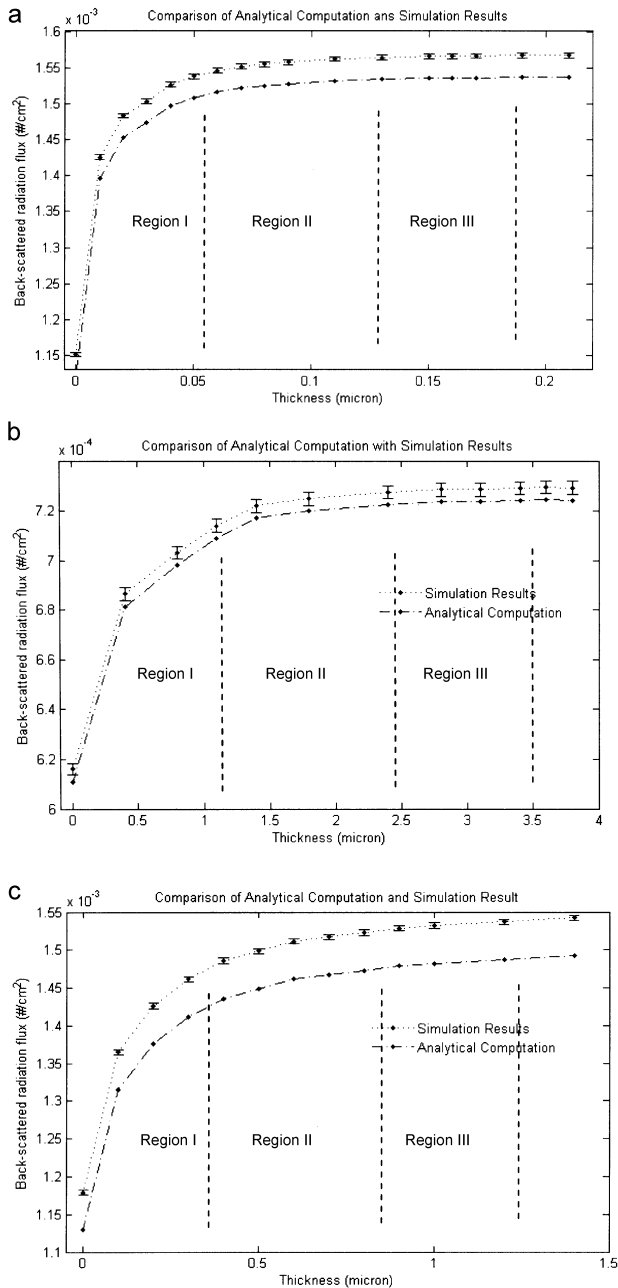 a
x 10⁻³
Comparison of Analytical Computation ans Simulation Results
1.6
1.55
1.5
1.45
1.4
1.35
1.3
1.25
1.2
1.15
Back-scattered radiation flux (#/cm²)
Region I
Region II
Region III
0
0.05
0.1
0.15
0.2
Thickness (micron)
b
x 10⁻⁴
Comparison of Analytical Computation with Simulation Results
7.2
7
6.8
6.6
6.4
6.2
6
Back-scattered radiation flux (#/cm²)
Simulation Results
Analytical Computation
Region I
Region II
Region III
0
0.5
1
1.5
2
2.5
3
3.5
4
Thickness (micron)
c
x 10⁻³
Comparison of Analytical Computation and Simulation Result
1.55
1.5
1.45
1.4
1.35
1.3
1.25
1.2
1.15
1.1
Back-scattered radiation flux (#/cm²)
Simulation Results
Analytical Computation
Region I
Region II
Region III
0
0.5
1
1.5
Thickness (micron)